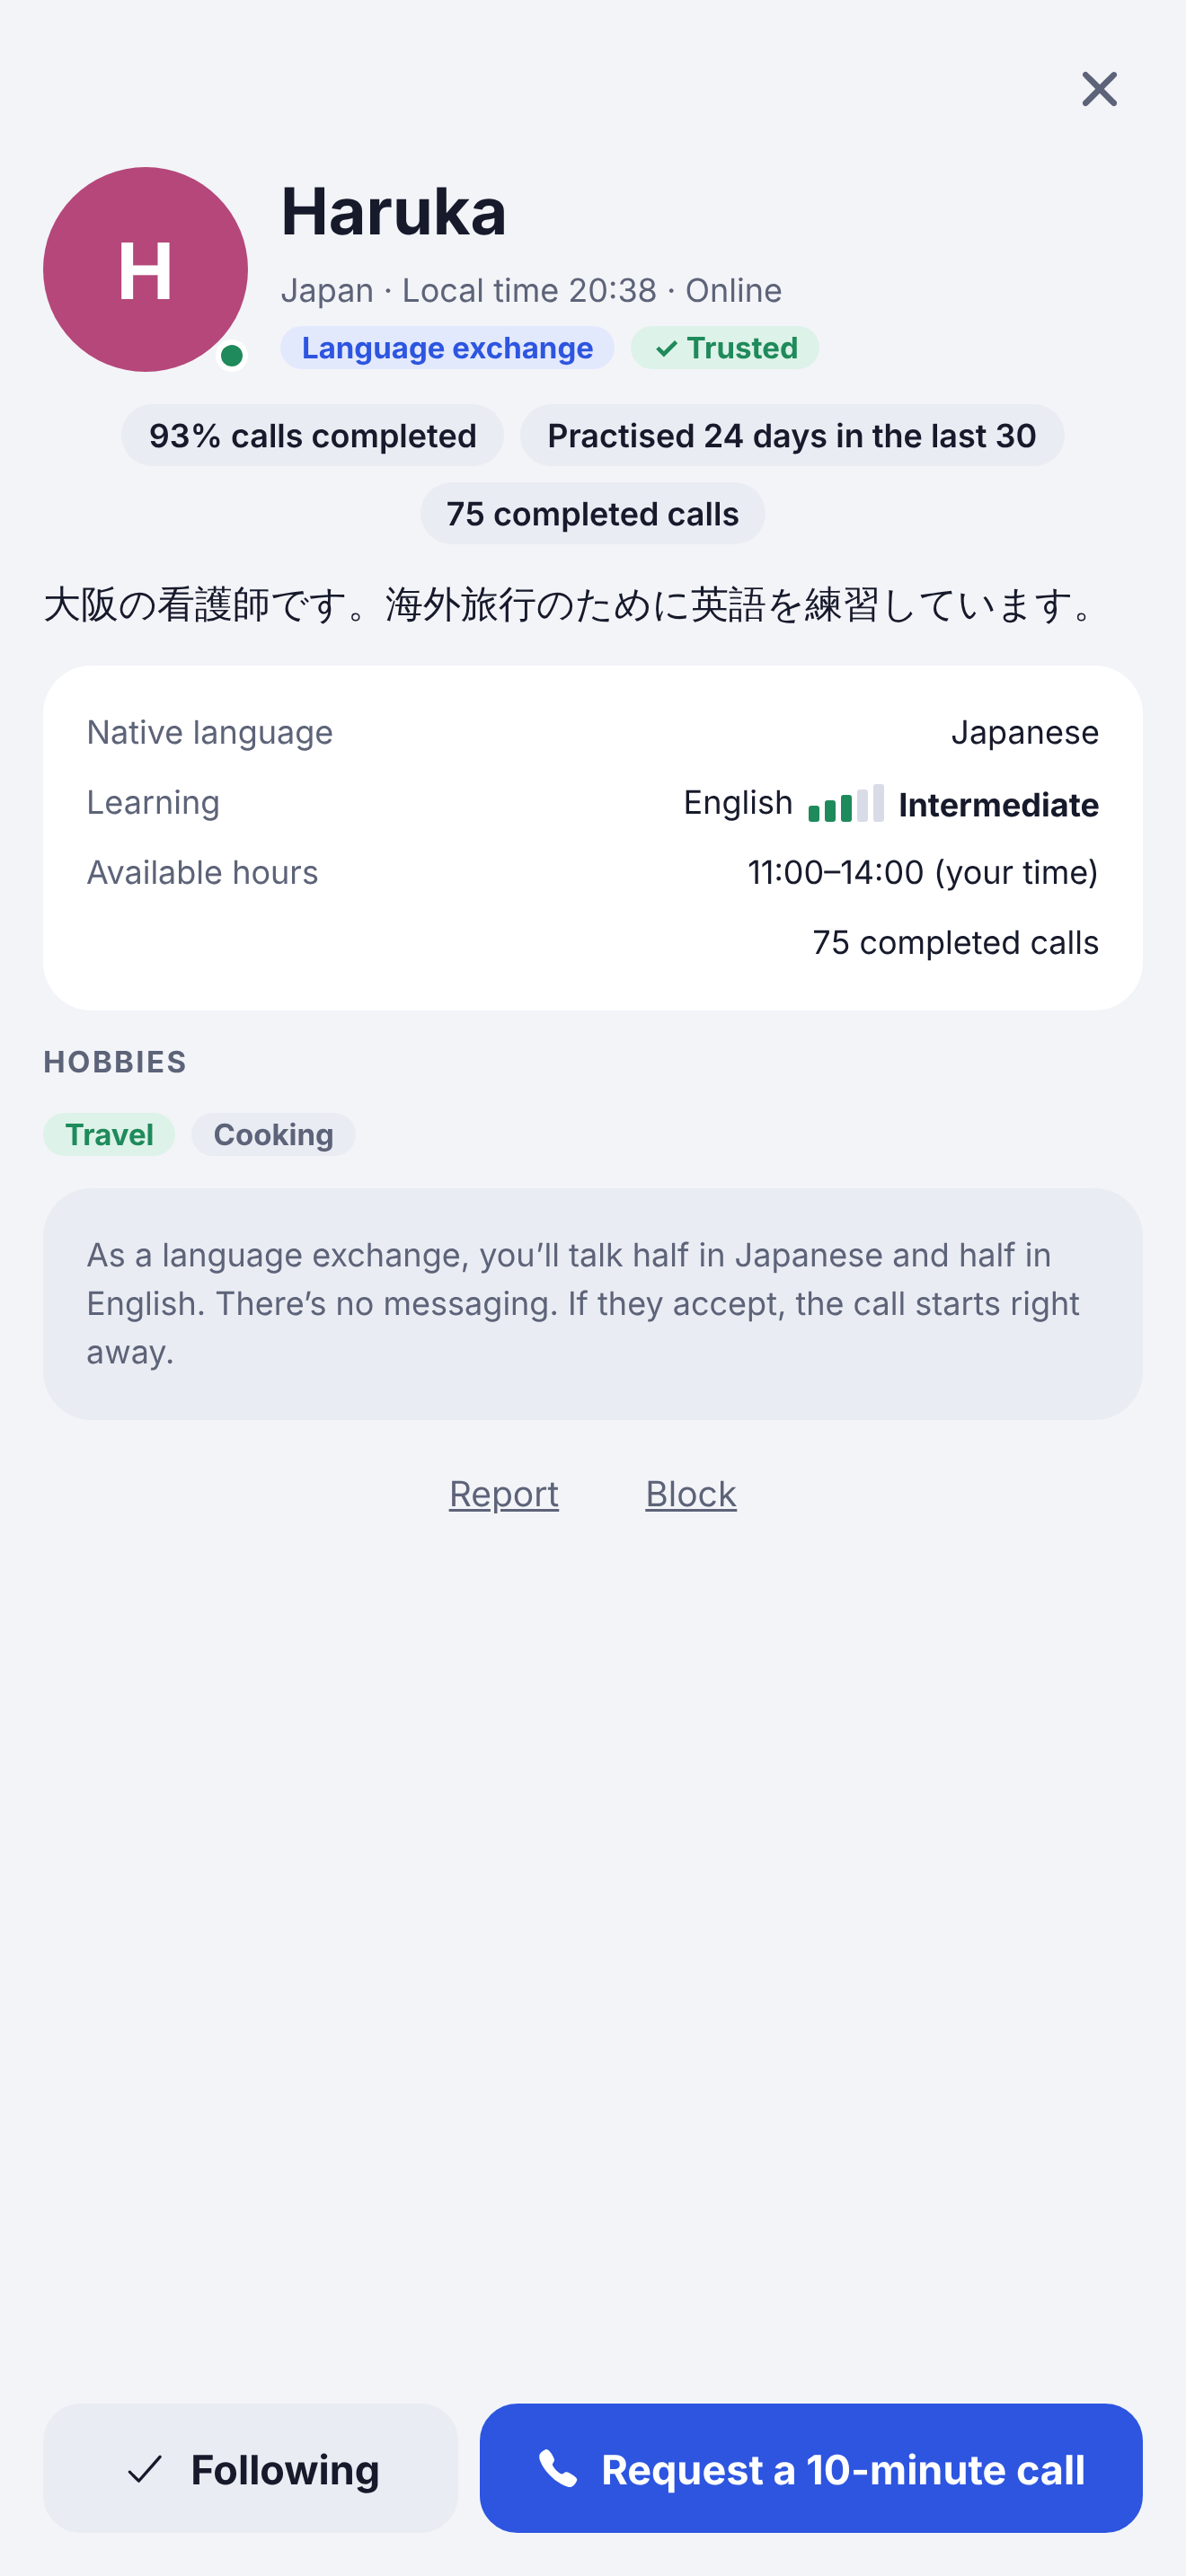 H
Haruka
Japan · Local time 20:38 · Online
Language exchange ✓ Trusted
93% calls completed Practised 24 days in the last 30
75 completed calls
大阪の看護師です。海外旅行のために英語を練習しています。
Native language Japanese
Learning English Intermediate
Available hours 11:00–14:00 (your time)
75 completed calls
HOBBIES
Travel Cooking
As a language exchange, you’ll talk half in Japanese and half in
English. There’s no messaging. If they accept, the call starts right
away.
Report Block
✓ Following Request a 10-minute call